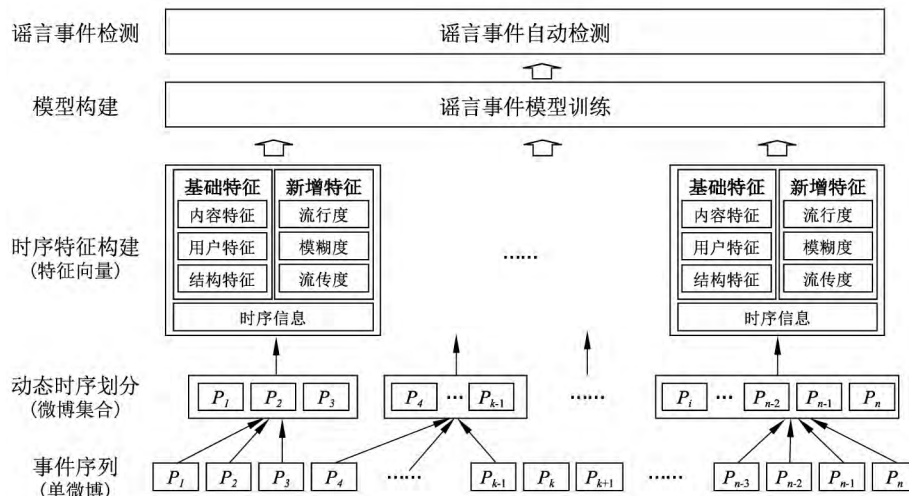 谣言事件检测 谣言事件自动检测
模型构建 谣言事件模型训练
基础特征 新增特征 基础特征 新增特征
内容特征 流行度 内容特征 流行度
时序特征构建 用户特征 模糊度 …… 用户特征 模糊度
(特征向量) 结构特征 流传度 结构特征 流传度
时序信息 时序信息
动态时序划分 P1 P2 P3 P4 … Pk-1 …… Pi … Pn-2 Pn-1 Pn
(微博集合)
事件序列 P1 P2 P3 P4 …… Pk-1 Pk Pk+1 …… Pn-3 Pn-2 Pn-1 Pn
(单微博)